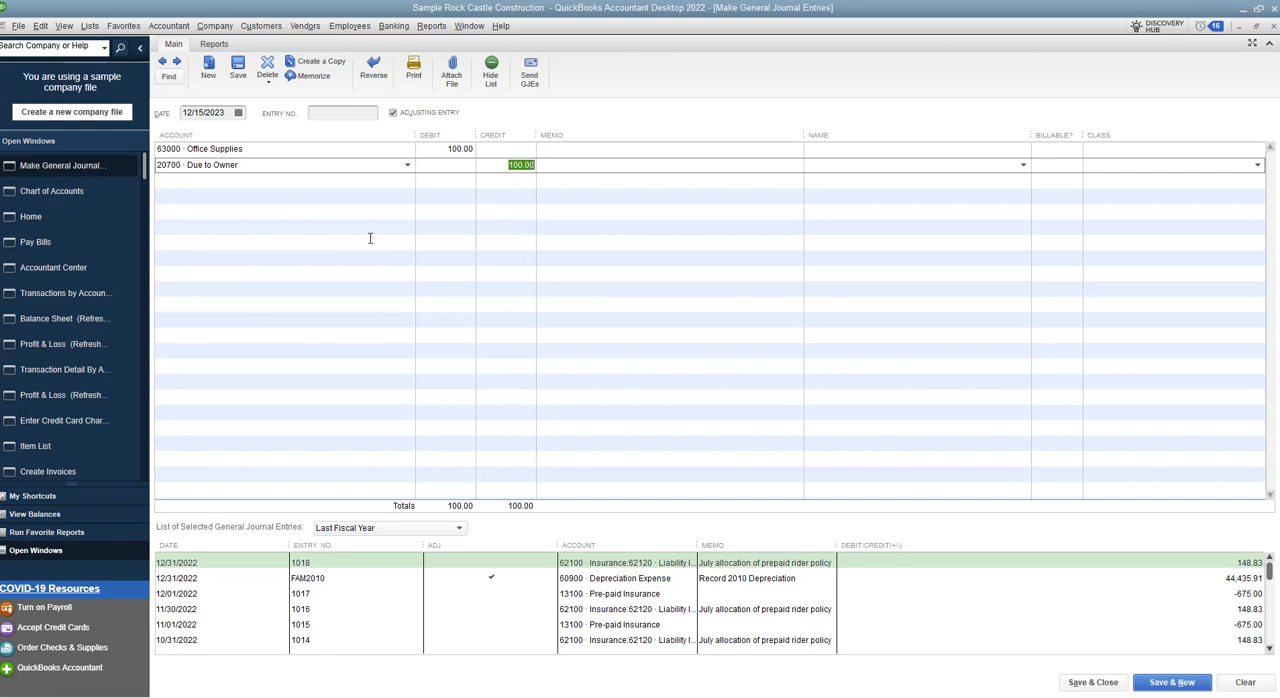 Sample Rock Castle Construction - QuickBooks Accountant Desktop 2022 - [Make General Journal Entries]
File Edit View Lists Favorites Accountant Company Customers Vendors Employees Banking Reports Window Help
DISCOVERY HUB
16
Search Company or Help
Main Reports
You are using a sample
company file
Create a new company file
Find
New
Save
Delete
Create a Copy
Memorize
Reverse
Print
Attach
File
Hide
List
Send
GJEs
DATE 12/15/2023 ENTRY NO. ADJUSTING ENTRY
ACCOUNT DEBIT CREDIT MEMO NAME BILLABLE? CLASS
63000 · Office Supplies 100.00
20700 · Due to Owner 100.00
Totals 100.00 100.00
Open Windows
Make General Journal...
Chart of Accounts
Home
Pay Bills
Accountant Center
Transactions by Accoun...
Balance Sheet (Refres...
Profit & Loss (Refresh...
Transaction Detail By A...
Profit & Loss (Refresh...
Enter Credit Card Char...
Item List
Create Invoices
My Shortcuts
View Balances
Run Favorite Reports
Open Windows
COVID-19 Resources
Turn on Payroll
Accept Credit Cards
Order Checks & Supplies
QuickBooks Accountant
List of Selected General Journal Entries: Last Fiscal Year
DATE ENTRY. NO. ADJ ACCOUNT MEMO DEBIT/CREDIT(+/-)
12/31/2022 1018 62100 · Insurance:62120 · Liability I... July allocation of prepaid rider policy 148.83
12/31/2022 FAM2010 60900 · Depreciation Expense Record 2010 Depreciation 44,435.91
12/01/2022 1017 13100 · Pre-paid Insurance -675.00
11/30/2022 1016 62100 · Insurance:62120 · Liability I... July allocation of prepaid rider policy 148.83
11/01/2022 1015 13100 · Pre-paid Insurance -675.00
10/31/2022 1014 62100 · Insurance:62120 · Liability I... July allocation of prepaid rider policy 148.83
Save & Close Save & New Clear